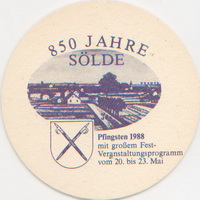 850 JAHRE
SÖLDE
Pfingsten 1988
mit großem Fest-
Veranstaltungsprogramm
vom 20. bis 23. Mai